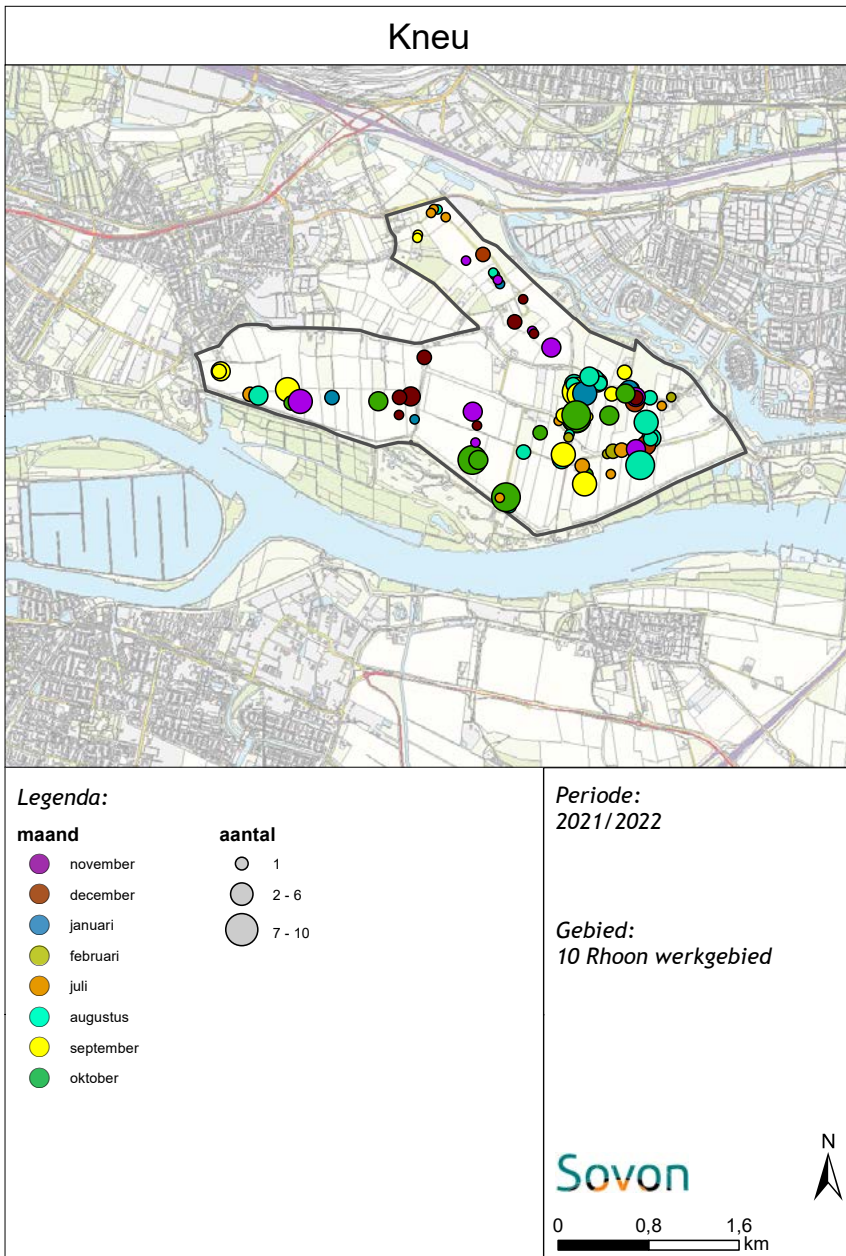 Kneu
Legenda:
maand
november
december
januari
februari
juli
augustus
september
oktober
aantal
1
2 - 6
7 - 10
Periode:
2021/2022
Gebied:
10 Rhoon werkgebied
Sovon
N
0 0,8 1,6
km